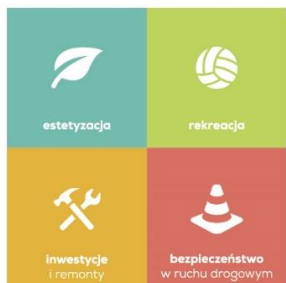 estetyzacja
rekreacja
inwestycje
i remonty
bezpieczeństwo
w ruchu drogowym